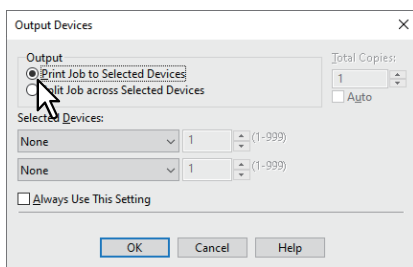 Output Devices
Output
Print Job to Selected Devices
Split Job across Selected Devices
Total Copies:
1
Auto
Selected Devices:
None 1 (1-999)
None 1 (1-999)
Always Use This Setting
OK Cancel Help